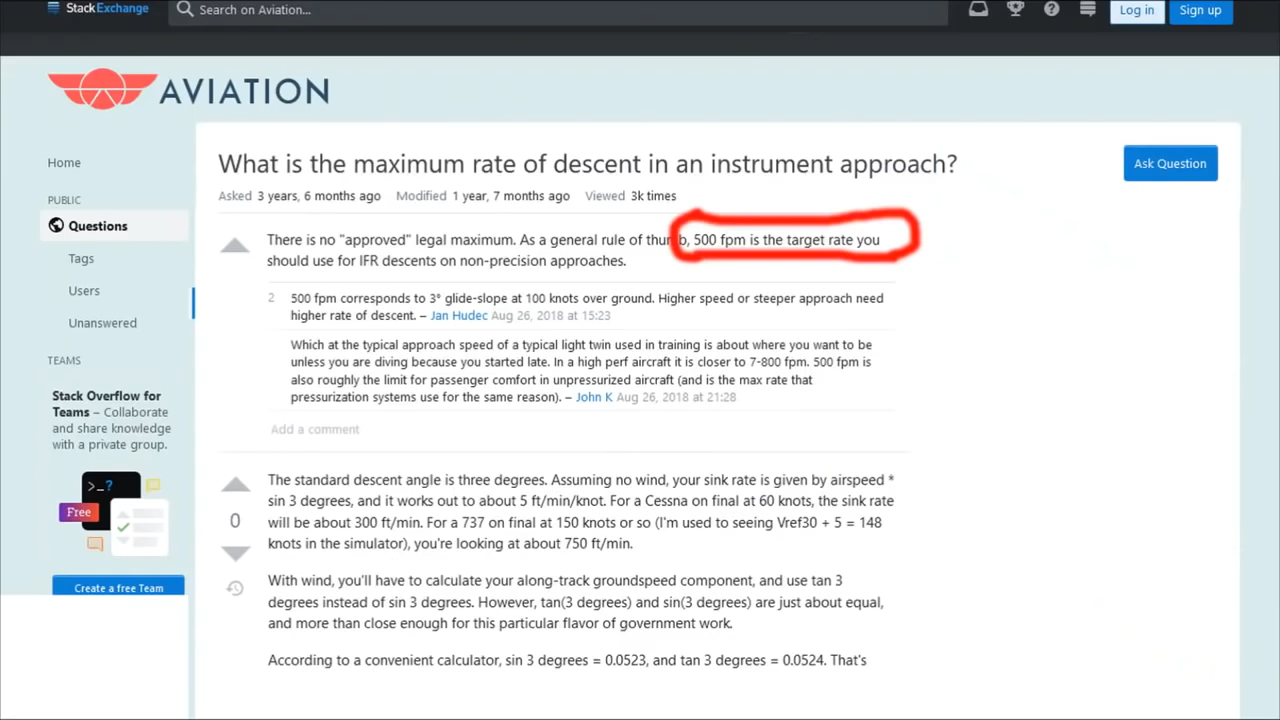 StackExchange
Search on Aviation...
Log in
Sign up
AVIATION
Home
PUBLIC
Questions
Tags
Users
Unanswered
TEAMS
Stack Overflow for
Teams – Collaborate
and share knowledge
with a private group.
>_?
Free
Create a free Team
What is the maximum rate of descent in an instrument approach?
Ask Question
Asked 3 years, 6 months ago Modified 1 year, 7 months ago Viewed 3k times
There is no "approved" legal maximum. As a general rule of thumb, 500 fpm is the target rate you
should use for IFR descents on non-precision approaches.
2 500 fpm corresponds to 3° glide-slope at 100 knots over ground. Higher speed or steeper approach need
higher rate of descent. – Jan Hudec Aug 26, 2018 at 15:23
Which at the typical approach speed of a typical light twin used in training is about where you want to be
unless you are diving because you started late. In a high perf aircraft it is closer to 7-800 fpm. 500 fpm is
also roughly the limit for passenger comfort in unpressurized aircraft (and is the max rate that
pressurization systems use for the same reason). – John K Aug 26, 2018 at 21:28
Add a comment
0
The standard descent angle is three degrees. Assuming no wind, your sink rate is given by airspeed *
sin 3 degrees, and it works out to about 5 ft/min/knot. For a Cessna on final at 60 knots, the sink rate
will be about 300 ft/min. For a 737 on final at 150 knots or so (I'm used to seeing Vref30 + 5 = 148
knots in the simulator), you're looking at about 750 ft/min.
With wind, you'll have to calculate your along-track groundspeed component, and use tan 3
degrees instead of sin 3 degrees. However, tan(3 degrees) and sin(3 degrees) are just about equal,
and more than close enough for this particular flavor of government work.
According to a convenient calculator, sin 3 degrees = 0.0523, and tan 3 degrees = 0.0524. That's